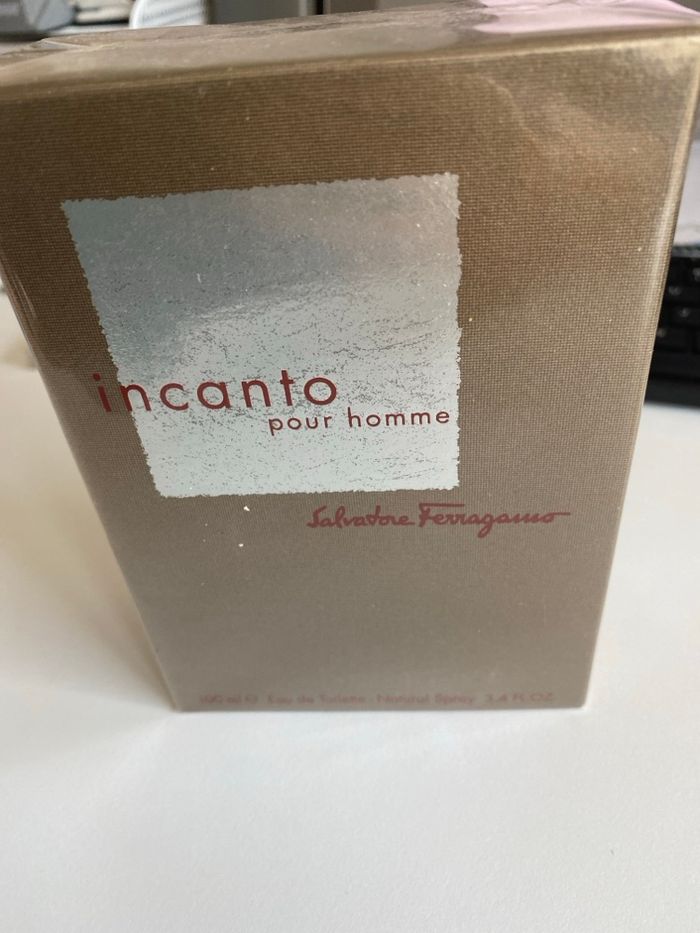 incanto
pour homme
Salvatore Ferragamo
100 ml ℮ Eau de Toilette - Natural Spray 3.4 FL.OZ.